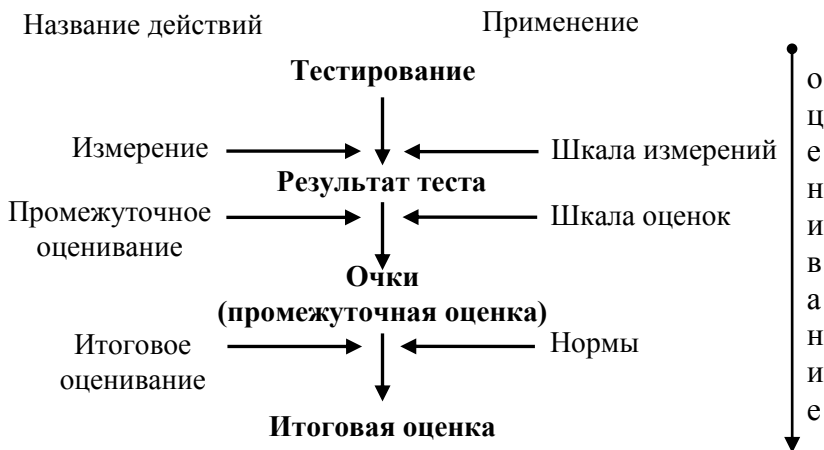 Название действий
Применение
Тестирование
Измерение
Шкала измерений
Результат теста
Промежуточное
оценивание
Шкала оценок
Очки
(промежуточная оценка)
Итоговое
оценивание
Нормы
Итоговая оценка
о
ц
е
н
и
в
а
н
и
е